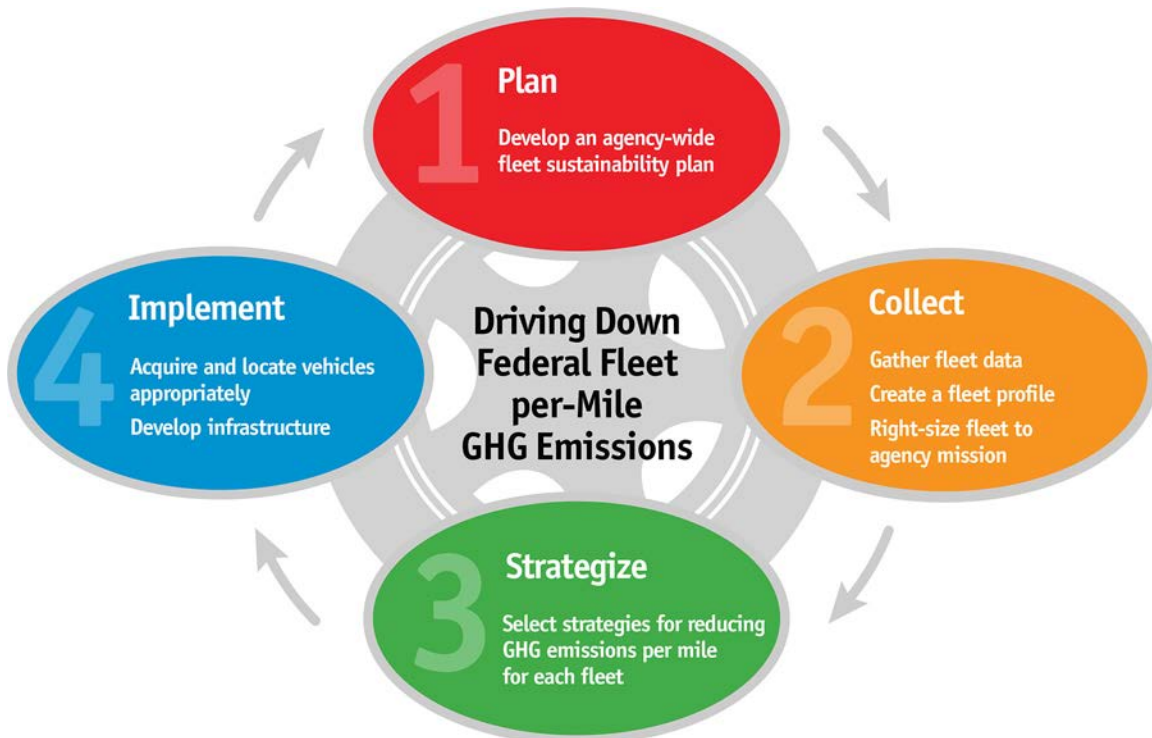 1
Plan
Develop an agency-wide
fleet sustainability plan
2
Collect
Gather fleet data
Create a fleet profile
Right-size fleet to
agency mission
3
Strategize
Select strategies for reducing
GHG emissions per mile
for each fleet
4
Implement
Acquire and locate vehicles
appropriately
Develop infrastructure
Driving Down
Federal Fleet
per-Mile
GHG Emissions